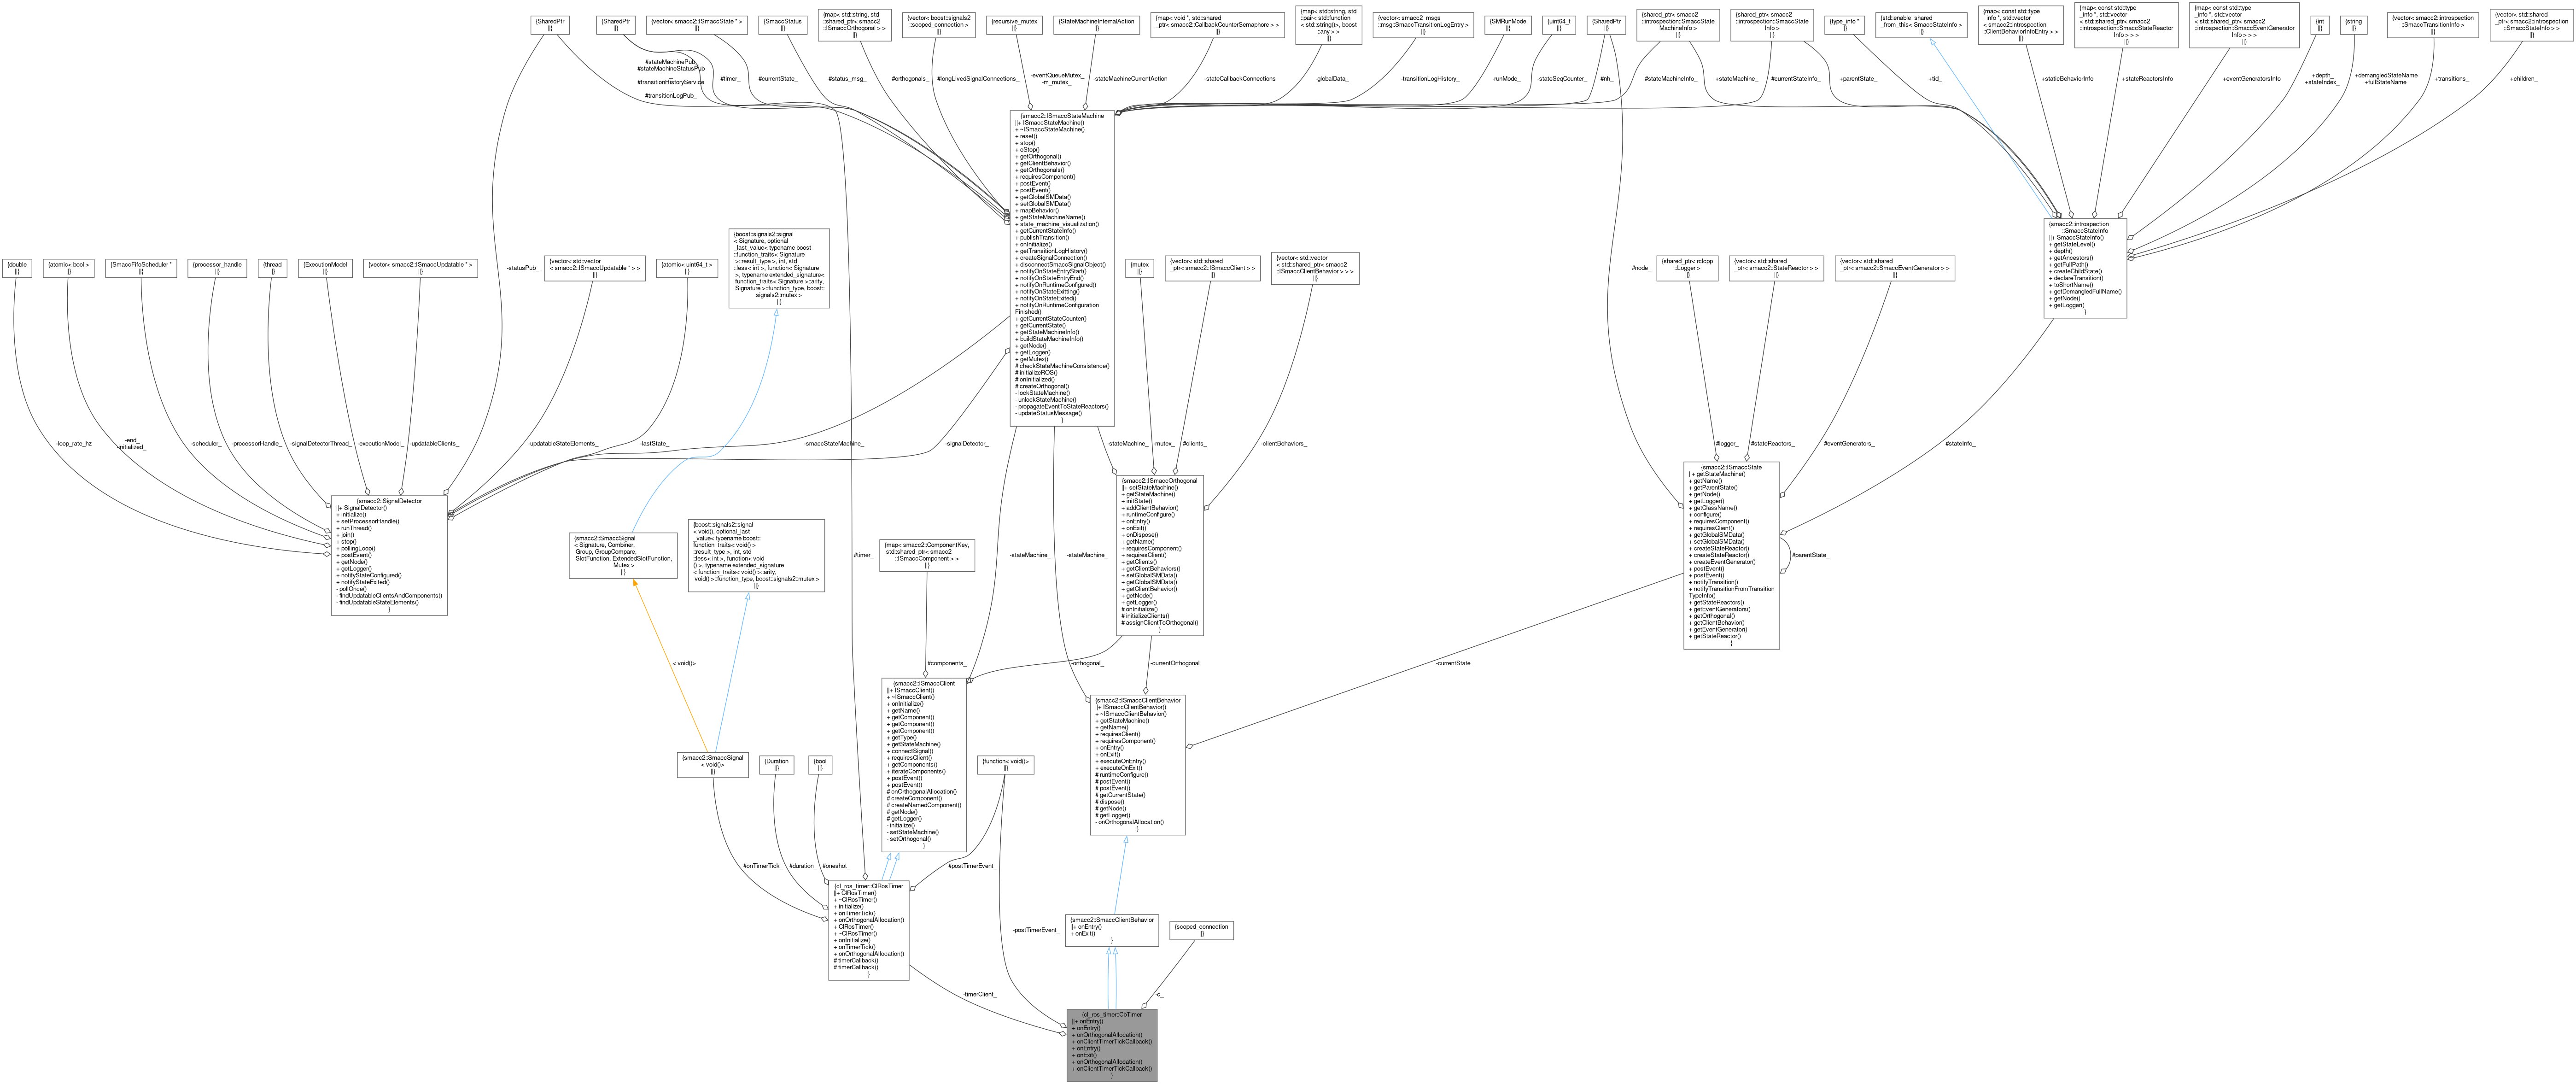 {SharedPtr
||}
{SharedPtr
||}
{vector< smacc2::ISmaccState * >
||}
{SmaccStatus
||}
{map< std::string, std
::shared_ptr< smacc2
::ISmaccOrthogonal > >
||}
{vector< boost::signals2
::scoped_connection >
||}
{recursive_mutex
||}
{StateMachineInternalAction
||}
{map< void *, std::shared
_ptr< smacc2::CallbackCounterSemaphore > >
||}
{map< std::string, std
::pair< std::function
< std::string()>, boost
::any > >
||}
{vector< smacc2_msgs
::msg::SmaccTransitionLogEntry >
||}
{SMRunMode
||}
{uint64_t
||}
{SharedPtr
||}
{shared_ptr< smacc2
::introspection::SmaccState
MachineInfo >
||}
{shared_ptr< smacc2
::introspection::SmaccState
Info >
||}
{type_info *
||}
{std::enable_shared
_from_this< SmaccStateInfo >
||}
{map< const std::type
_info *, std::vector
< smacc2::introspection
::ClientBehaviorInfoEntry > >
||}
{map< const std::type
_info *, std::vector
< std::shared_ptr< smacc2
::introspection::SmaccStateReactor
Info > > >
||}
{map< const std::type
_info *, std::vector
< std::shared_ptr< smacc2
::introspection::SmaccEventGenerator
Info > > >
||}
{int
||}
{string
||}
{vector< smacc2::introspection
::SmaccTransitionInfo >
||}
{vector< std::shared
_ptr< smacc2::introspection
::SmaccStateInfo > >
||}
#stateMachinePub_
#stateMachineStatusPub_
#transitionHistoryService_
#transitionLogPub_
#timer_
#currentState_
#status_msg_
#orthogonals_
#longLivedSignalConnections_
-eventQueueMutex_
-m_mutex_
-stateMachineCurrentAction
-stateCallbackConnections
-globalData_
-transitionLogHistory_
-runMode_
-stateSeqCounter_
#nh_
#stateMachineInfo_
+stateMachine_
#currentStateInfo_
+parentState_
+tid_
+staticBehaviorInfo
+stateReactorsInfo
+eventGeneratorsInfo
+depth_
+stateIndex_
+demangledStateName
+fullStateName
+transitions_
+children_
{smacc2::ISmaccStateMachine
||+ ISmaccStateMachine()
+ ~ISmaccStateMachine()
+ reset()
+ stop()
+ eStop()
+ getOrthogonal()
+ getClientBehavior()
+ getOrthogonals()
+ requiresComponent()
+ postEvent()
+ postEvent()
+ getGlobalSMData()
+ setGlobalSMData()
+ mapBehavior()
+ getStateMachineName()
+ state_machine_visualization()
+ getCurrentStateInfo()
+ publishTransition()
+ onInitialize()
+ getTransitionLogHistory()
+ createSignalConnection()
+ disconnectSmaccSignalObject()
+ notifyOnStateEntryStart()
+ notifyOnStateEntryEnd()
+ notifyOnRuntimeConfigured()
+ notifyOnStateExitting()
+ notifyOnStateExited()
+ notifyOnRuntimeConfiguration
Finished()
+ getCurrentStateCounter()
+ getCurrentState()
+ getStateMachineInfo()
+ buildStateMachineInfo()
+ getNode()
+ getLogger()
+ getMutex()
# checkStateMachineConsistence()
# initializeROS()
# onInitialized()
# createOrthogonal()
- lockStateMachine()
- unlockStateMachine()
- propagateEventToStateReactors()
- updateStatusMessage()
}
{smacc2::introspection
::SmaccStateInfo
||+ SmaccStateInfo()
+ getStateLevel()
+ depth()
+ getAncestors()
+ getFullPath()
+ createChildState()
+ declareTransition()
+ toShortName()
+ getDemangledFullName()
+ getNode()
+ getLogger()
}
{double
||}
{atomic< bool >
||}
{SmaccFifoScheduler *
||}
{processor_handle
||}
{thread
||}
{ExecutionModel
||}
{vector< smacc2::ISmaccUpdatable * >
||}
-statusPub_
{vector< std::vector
< smacc2::ISmaccUpdatable * > >
||}
{atomic< uint64_t >
||}
{boost::signals2::signal
< Signature, optional
_last_value< typename boost
::function_traits< Signature
>::result_type >, int, std
::less< int >, function< Signature
>, typename extended_signature<
function_traits< Signature >::arity,
Signature >::function_type, boost::
signals2::mutex >
||}
{mutex
||}
{vector< std::shared
_ptr< smacc2::ISmaccClient > >
||}
{vector< std::vector
< std::shared_ptr< smacc2
::ISmaccClientBehavior > > >
||}
#node_
{shared_ptr< rclcpp
::Logger >
||}
{vector< std::shared
_ptr< smacc2::StateReactor > >
||}
{vector< std::shared
_ptr< smacc2::SmaccEventGenerator > >
||}
-loop_rate_hz
-end_
-initialized_
-scheduler_
-processorHandle_
-signalDetectorThread_
-executionModel_
-updatableClients_
-updatableStateElements_
-lastState_
-smaccStateMachine_
-signalDetector_
-stateMachine_
-mutex_
#clients_
-clientBehaviors_
#logger_
#stateReactors_
#eventGenerators_
#stateInfo_
{smacc2::SignalDetector
||+ SignalDetector()
+ initialize()
+ setProcessorHandle()
+ runThread()
+ join()
+ stop()
+ pollingLoop()
+ postEvent()
+ getNode()
+ getLogger()
+ notifyStateConfigured()
+ notifyStateExited()
- pollOnce()
- findUpdatableClientsAndComponents()
- findUpdatableStateElements()
}
{smacc2::SmaccSignal
< Signature, Combiner,
Group, GroupCompare,
SlotFunction, ExtendedSlotFunction,
Mutex >
||}
{boost::signals2::signal
< void(), optional_last
_value< typename boost::
function_traits< void() >
::result_type >, int, std
::less< int >, function< void
() >, typename extended_signature
< function_traits< void() >::arity,
void() >::function_type, boost::signals2::mutex >
||}
#timer_
{map< smacc2::ComponentKey,
std::shared_ptr< smacc2
::ISmaccComponent > >
||}
-stateMachine_
-stateMachine_
{smacc2::ISmaccOrthogonal
||+ setStateMachine()
+ getStateMachine()
+ initState()
+ addClientBehavior()
+ runtimeConfigure()
+ onEntry()
+ onExit()
+ onDispose()
+ getName()
+ requiresComponent()
+ requiresClient()
+ getClients()
+ getClientBehaviors()
+ setGlobalSMData()
+ getGlobalSMData()
+ getClientBehavior()
+ getNode()
+ getLogger()
# onInitialize()
# initializeClients()
# assignClientToOrthogonal()
}
{smacc2::ISmaccState
||+ getStateMachine()
+ getName()
+ getParentState()
+ getNode()
+ getLogger()
+ getClassName()
+ configure()
+ requiresComponent()
+ requiresClient()
+ getGlobalSMData()
+ setGlobalSMData()
+ createStateReactor()
+ createStateReactor()
+ createEventGenerator()
+ postEvent()
+ postEvent()
+ notifyTransition()
+ notifyTransitionFromTransition
TypeInfo()
+ getStateReactors()
+ getEventGenerators()
+ getOrthogonal()
+ getClientBehavior()
+ getEventGenerator()
+ getStateReactor()
}
#parentState_
< void()>
#components_
-orthogonal_
-currentOrthogonal
-currentState
{smacc2::ISmaccClient
||+ ISmaccClient()
+ ~ISmaccClient()
+ onInitialize()
+ getName()
+ getComponent()
+ getComponent()
+ getComponent()
+ getType()
+ getStateMachine()
+ connectSignal()
+ requiresClient()
+ getComponents()
+ iterateComponents()
+ postEvent()
+ postEvent()
# onOrthogonalAllocation()
# createComponent()
# createNamedComponent()
# getNode()
# getLogger()
- initialize()
- setStateMachine()
- setOrthogonal()
}
{smacc2::ISmaccClientBehavior
||+ ISmaccClientBehavior()
+ ~ISmaccClientBehavior()
+ getStateMachine()
+ getName()
+ requiresClient()
+ requiresComponent()
+ onEntry()
+ onExit()
+ executeOnEntry()
+ executeOnExit()
# runtimeConfigure()
# postEvent()
# postEvent()
# getCurrentState()
# dispose()
# getNode()
# getLogger()
- onOrthogonalAllocation()
}
{smacc2::SmaccSignal
< void()>
||}
{Duration
||}
{bool
||}
{function< void()>
||}
#onTimerTick_
#duration_
#oneshot_
#postTimerEvent_
{cl_ros_timer::ClRosTimer
||+ ClRosTimer()
+ ~ClRosTimer()
+ initialize()
+ onTimerTick()
+ onOrthogonalAllocation()
+ ClRosTimer()
+ ~ClRosTimer()
+ onInitialize()
+ onTimerTick()
+ onOrthogonalAllocation()
# timerCallback()
# timerCallback()
}
-postTimerEvent_
{smacc2::SmaccClientBehavior
||+ onEntry()
+ onExit()
}
{scoped_connection
||}
-timerClient_
-c_
{cl_ros_timer::CbTimer
||+ onEntry()
+ onEntry()
+ onOrthogonalAllocation()
+ onClientTimerTickCallback()
+ onEntry()
+ onExit()
+ onOrthogonalAllocation()
+ onClientTimerTickCallback()
}